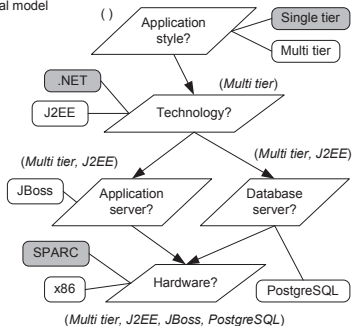 al model
( )
Application
style?
Single tier
Multi tier
.NET
J2EE
(Multi tier)
Technology?
(Multi tier, J2EE)
(Multi tier, J2EE)
JBoss
Application
server?
Database
server?
SPARC
x86
Hardware?
PostgreSQL
(Multi tier, J2EE, JBoss, PostgreSQL)